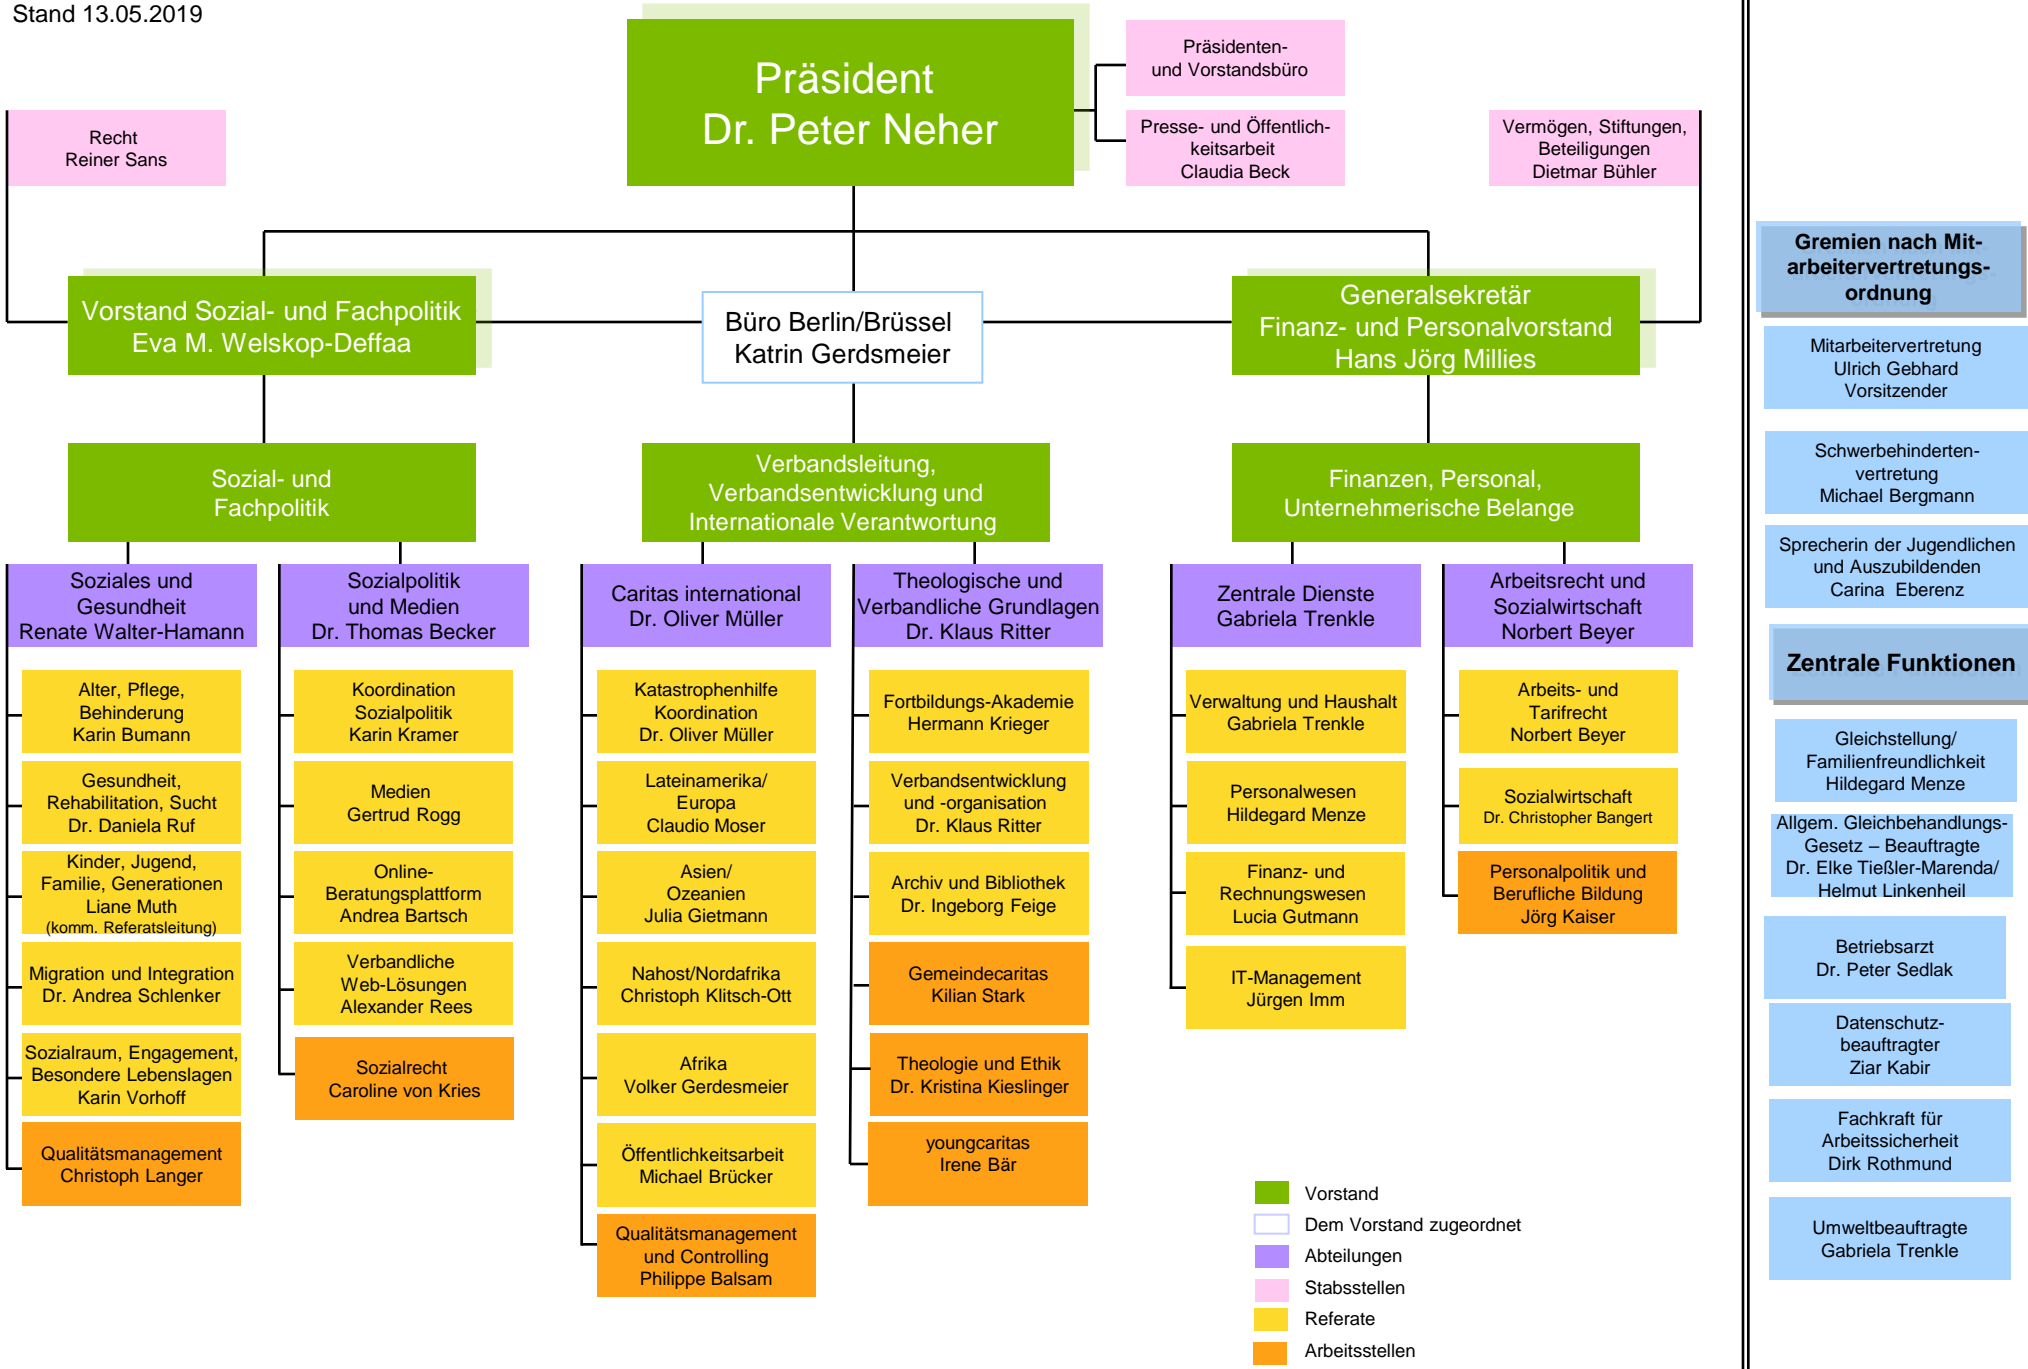 Stand 13.05.2019
Präsident
Dr. Peter Neher
Präsidenten-
und Vorstandsbüro
Presse- und Öffentlich-
keitsarbeit
Claudia Beck
Recht
Reiner Sans
Vermögen, Stiftungen,
Beteiligungen
Dietmar Bühler
Vorstand Sozial- und Fachpolitik
Eva M. Welskop-Deffaa
Büro Berlin/Brüssel
Katrin Gerdsmeier
Generalsekretär
Finanz- und Personalvorstand
Hans Jörg Millies
Sozial- und
Fachpolitik
Verbandsleitung,
Verbandsentwicklung und
Internationale Verantwortung
Finanzen, Personal,
Unternehmerische Belange
Soziales und
Gesundheit
Renate Walter-Hamann
Alter, Pflege,
Behinderung
Karin Bumann
Gesundheit,
Rehabilitation, Sucht
Dr. Daniela Ruf
Kinder, Jugend,
Familie, Generationen
Liane Muth
(komm. Referatsleitung)
Migration und Integration
Dr. Andrea Schlenker
Sozialraum, Engagement,
Besondere Lebenslagen
Karin Vorhoff
Qualitätsmanagement
Christoph Langer
Sozialpolitik
und Medien
Dr. Thomas Becker
Koordination
Sozialpolitik
Karin Kramer
Medien
Gertrud Rogg
Online-
Beratungsplattform
Andrea Bartsch
Verbandliche
Web-Lösungen
Alexander Rees
Sozialrecht
Caroline von Kries
Caritas international
Dr. Oliver Müller
Katastrophenhilfe
Koordination
Dr. Oliver Müller
Lateinamerika/
Europa
Claudio Moser
Asien/
Ozeanien
Julia Gietmann
Nahost/Nordafrika
Christoph Klitsch-Ott
Afrika
Volker Gerdesmeier
Öffentlichkeitsarbeit
Michael Brücker
Qualitätsmanagement
und Controlling
Philippe Balsam
Theologische und
Verbandliche Grundlagen
Dr. Klaus Ritter
Fortbildungs-Akademie
Hermann Krieger
Verbandsentwicklung
und -organisation
Dr. Klaus Ritter
Archiv und Bibliothek
Dr. Ingeborg Feige
Gemeindecaritas
Kilian Stark
Theologie und Ethik
Dr. Kristina Kieslinger
youngcaritas
Irene Bär
Zentrale Dienste
Gabriela Trenkle
Verwaltung und Haushalt
Gabriela Trenkle
Personalwesen
Hildegard Menze
Finanz- und
Rechnungswesen
Lucia Gutmann
IT-Management
Jürgen Imm
Arbeitsrecht und
Sozialwirtschaft
Norbert Beyer
Arbeits- und
Tarifrecht
Norbert Beyer
Sozialwirtschaft
Dr. Christopher Bangert
Personalpolitik und
Berufliche Bildung
Jörg Kaiser
Vorstand
Dem Vorstand zugeordnet
Abteilungen
Stabsstellen
Referate
Arbeitsstellen
Gremien nach Mit-
arbeitervertretungs-
ordnung
Mitarbeitervertretung
Ulrich Gebhard
Vorsitzender
Schwerbehinderten-
vertretung
Michael Bergmann
Sprecherin der Jugendlichen
und Auszubildenden
Carina Eberenz
Zentrale Funktionen
Gleichstellung/
Familienfreundlichkeit
Hildegard Menze
Allgem. Gleichbehandlungs-
Gesetz – Beauftragte
Dr. Elke Tießler-Marenda/
Helmut Linkenheil
Betriebsarzt
Dr. Peter Sedlak
Datenschutz-
beauftragter
Ziar Kabir
Fachkraft für
Arbeitssicherheit
Dirk Rothmund
Umweltbeauftragte
Gabriela Trenkle